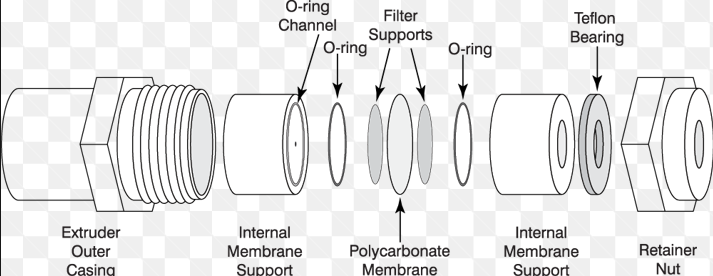 O-ring
Channel
O-ring
Filter
Supports
O-ring
Teflon
Bearing
Extruder
Outer
Casing
Internal
Membrane
Support
Polycarbonate
Membrane
Internal
Membrane
Support
Retainer
Nut